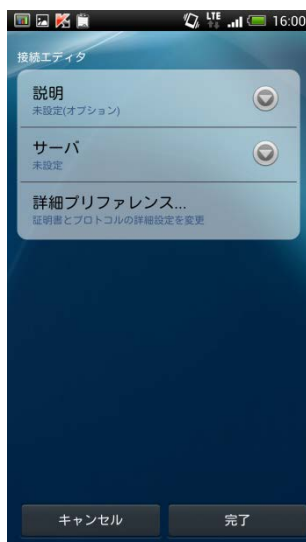 LTE 16:00
接続エディタ
説明
未設定(オプション)
サーバ
未設定
詳細プリファレンス...
証明書とプロトコルの詳細設定を変更
キャンセル 完了